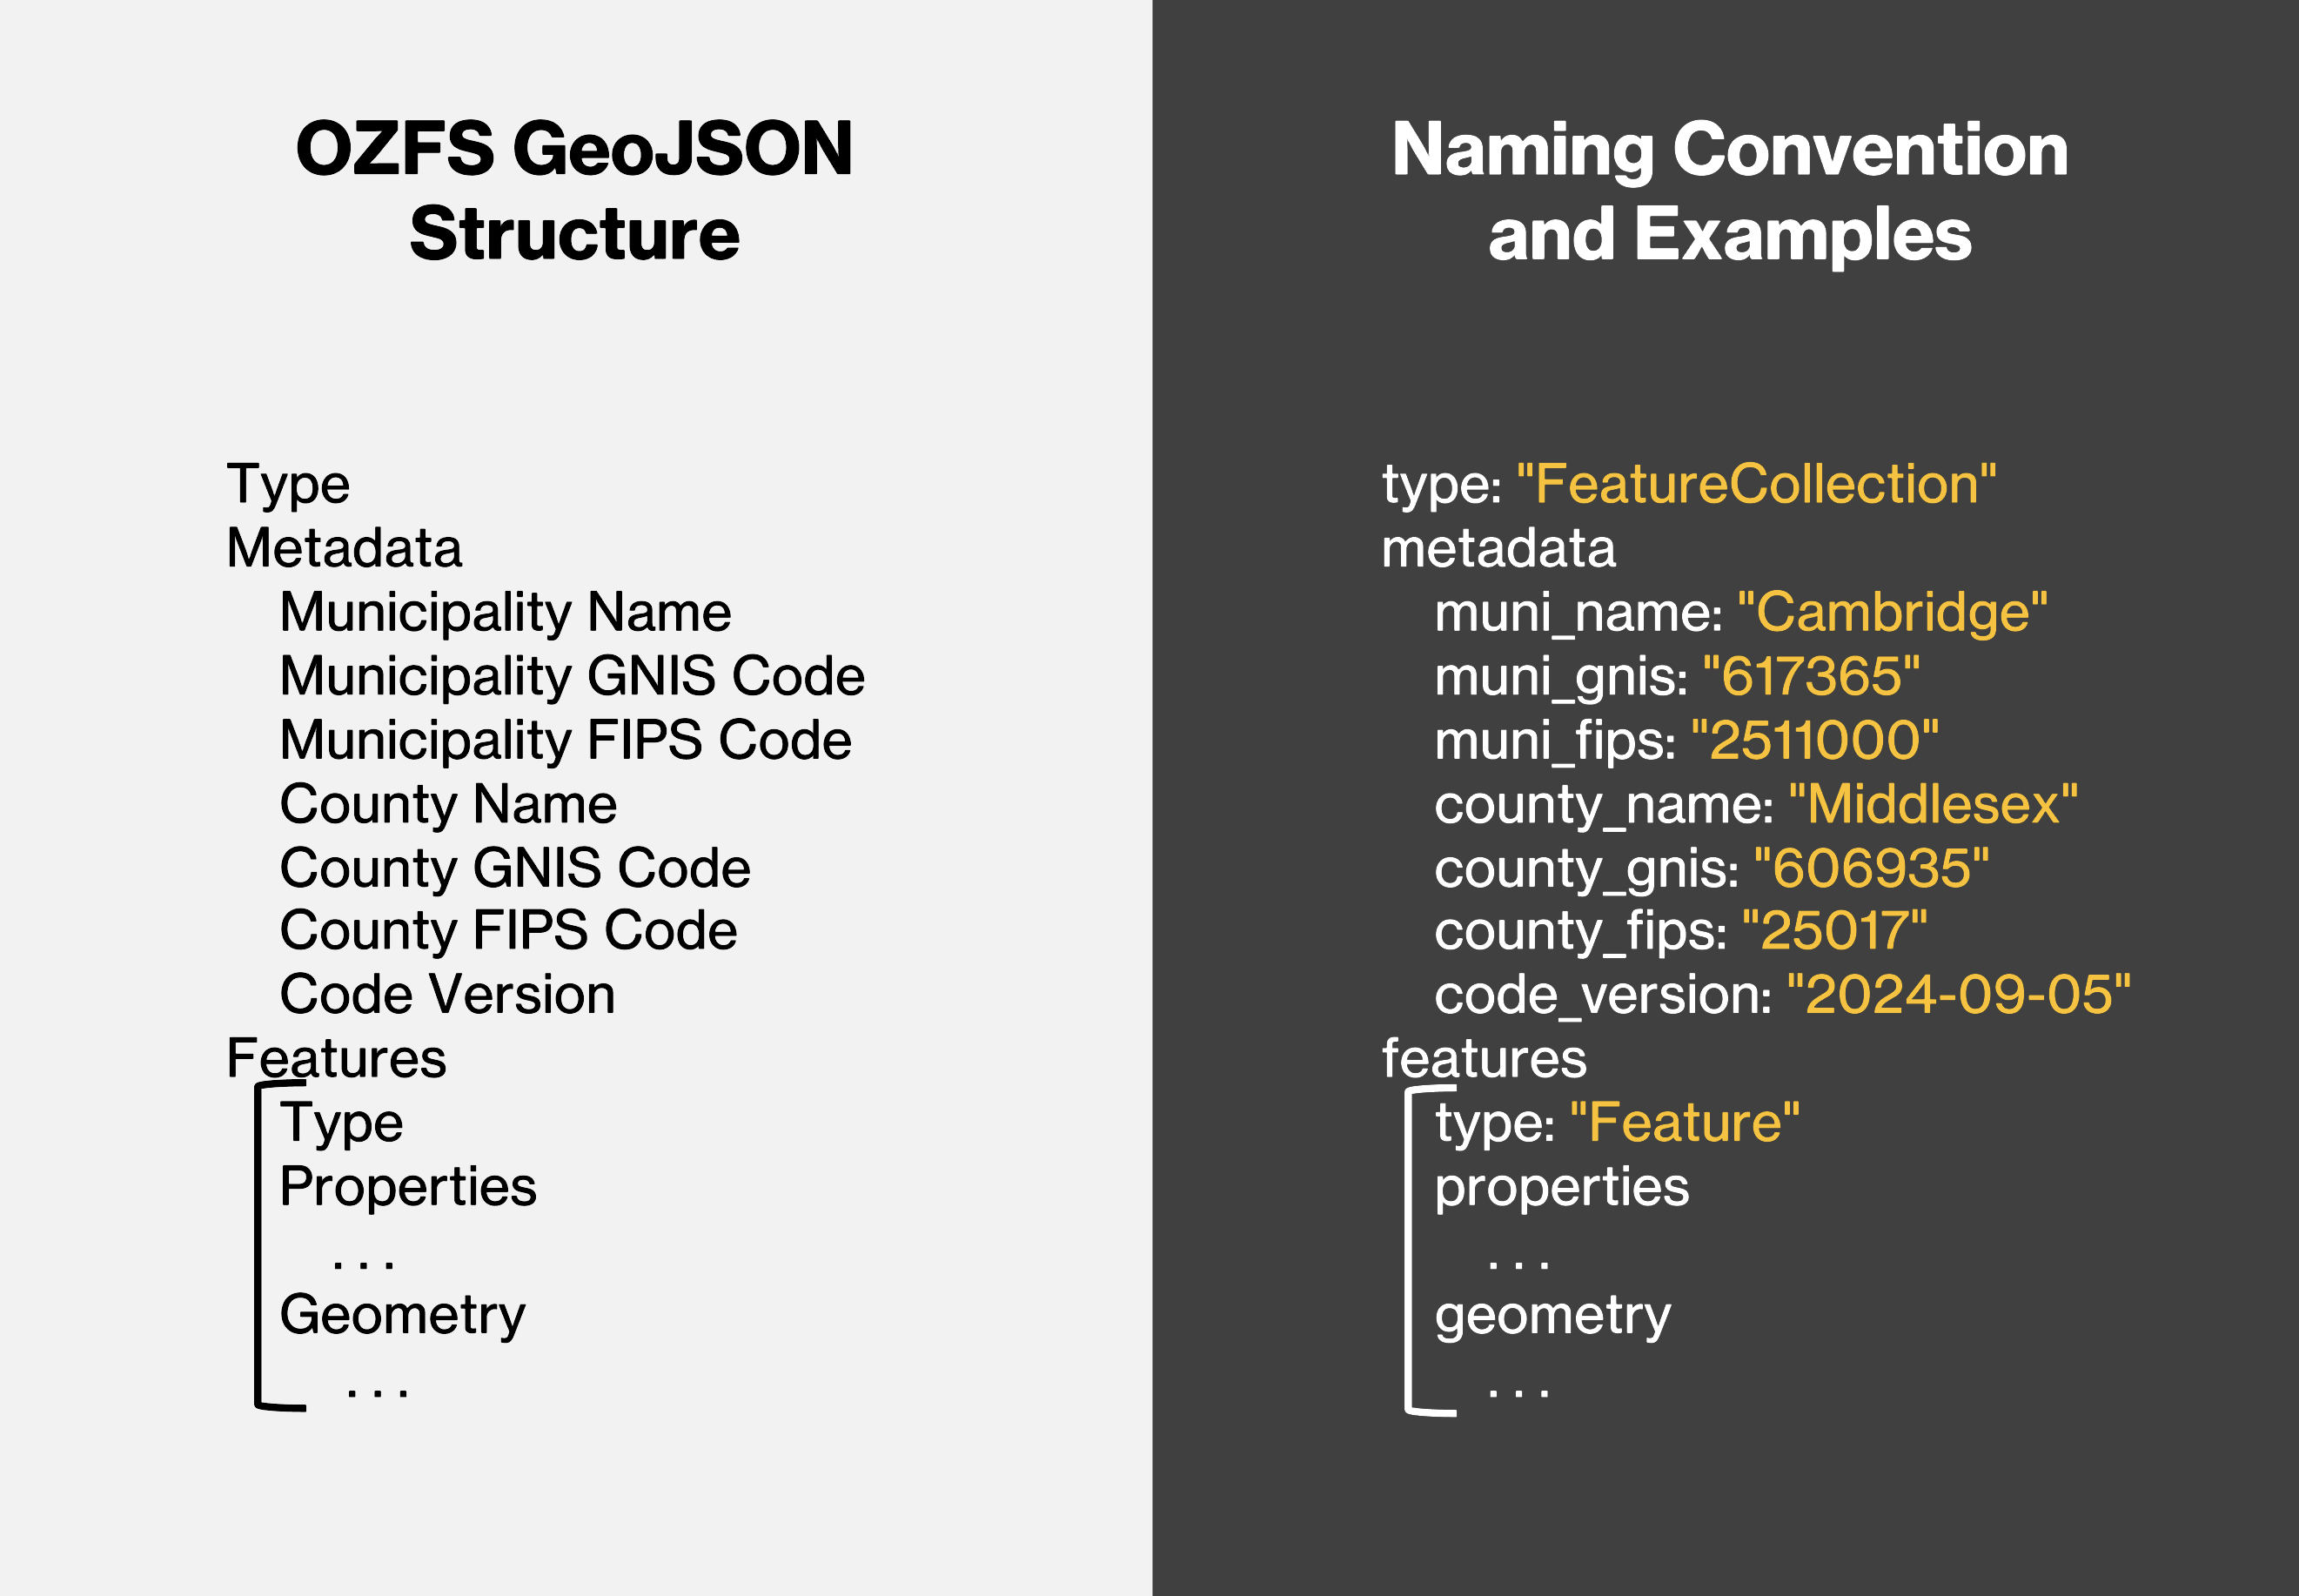 OZFS GeoJSON
Structure
Type
Metadata
Municipality Name
Municipality GNIS Code
Municipality FIPS Code
County Name
County GNIS Code
County FIPS Code
Code Version
Features
Type
Properties
...
Geometry
...
Naming Convention
and Examples
type: "FeatureCollection"
metadata
muni_name: "Cambridge"
muni_gnis: "617365"
muni_fips: "2511000"
county_name: "Middlesex"
county_gnis: "606935"
county_fips: "25017"
code_version: "2024-09-05"
features
type: "Feature"
properties
...
geometry
...